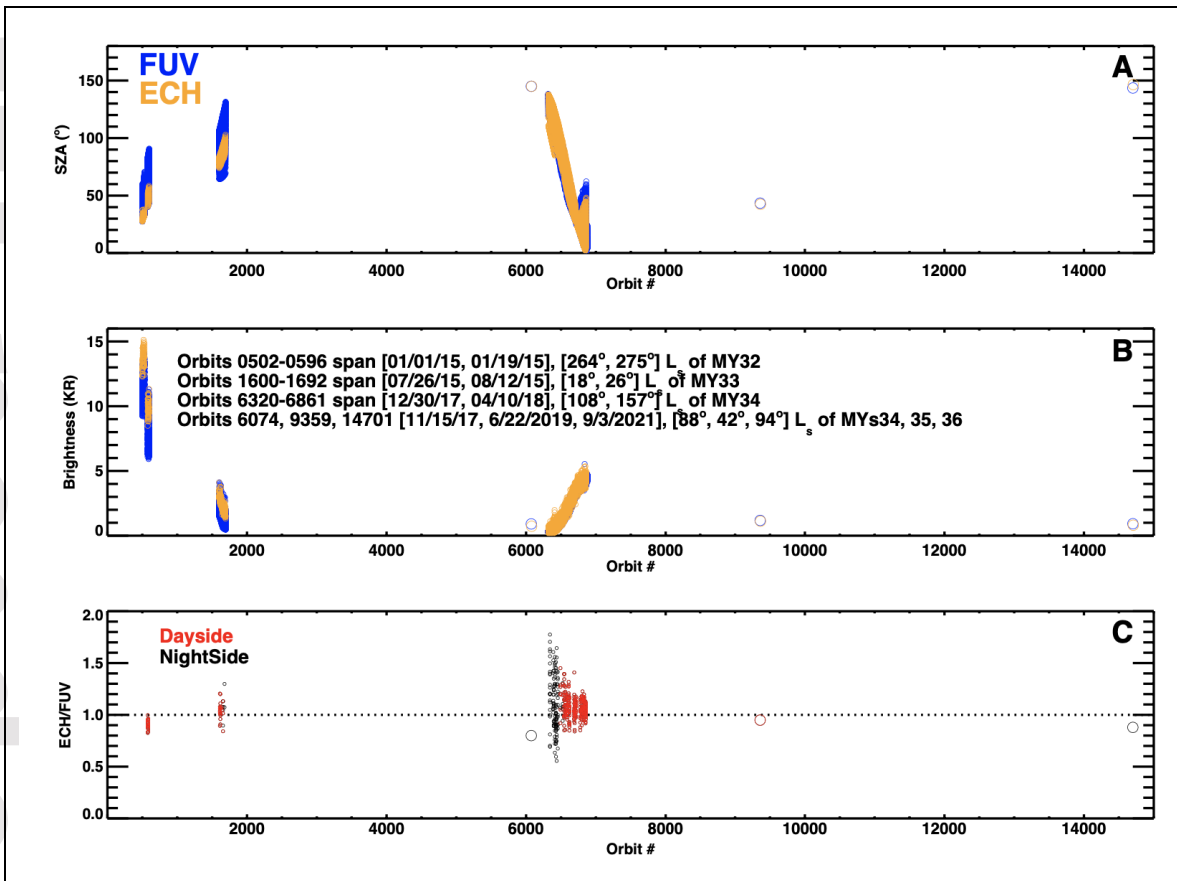 FUV
ECH
A
150
100
50
0
SZA (°)
2000 4000 6000 8000 10000 12000 14000
Orbit #
B
15
10
5
0
Brightness (KR)
Orbits 0502-0596 span [01/01/15, 01/19/15], [264°, 275°] Ls of MY32
Orbits 1600-1692 span [07/26/15, 08/12/15], [18°, 26°] Ls of MY33
Orbits 6320-6861 span [12/30/17, 04/10/18], [108°, 157°] Ls of MY34
Orbits 6074, 9359, 14701 [11/15/17, 6/22/2019, 9/3/2021], [88°, 42°, 94°] Ls of MYs34, 35, 36
2000 4000 6000 8000 10000 12000 14000
Orbit #
C
2.0
1.5
1.0
0.5
0.0
ECH/FUV
Dayside
NightSide
2000 4000 6000 8000 10000 12000 14000
Orbit #